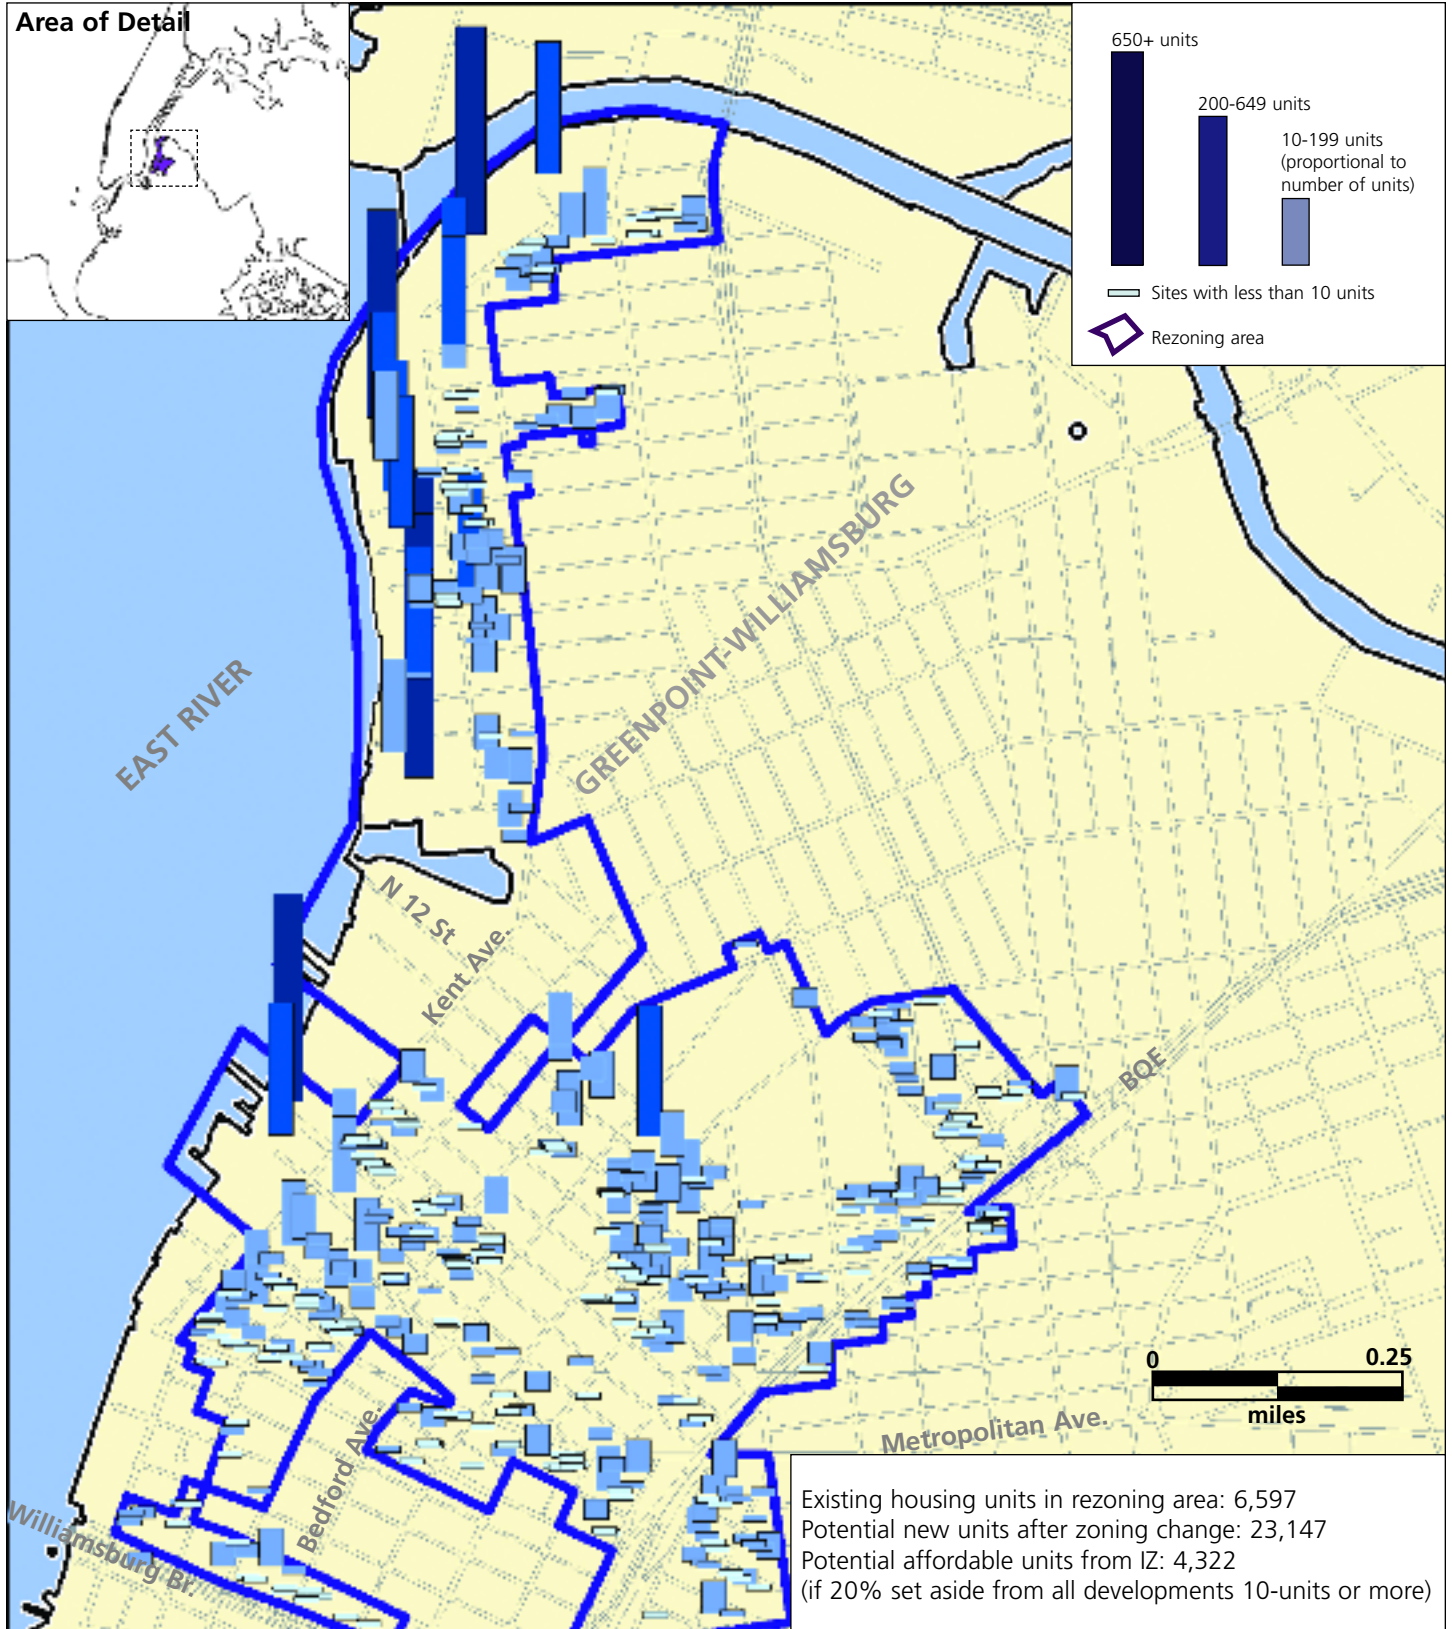 Area of Detail
650+ units
200-649 units
10-199 units
(proportional to
number of units)
Sites with less than 10 units
Rezoning area
GREENPOINT-WILLIAMSBURG
EAST RIVER
N 12 St
Kent Ave.
BQE
0 0.25
miles
Metropolitan Ave.
Bedford Ave.
Williamsburg Br.
Existing housing units in rezoning area: 6,597
Potential new units after zoning change: 23,147
Potential affordable units from IZ: 4,322
(if 20% set aside from all developments 10-units or more)